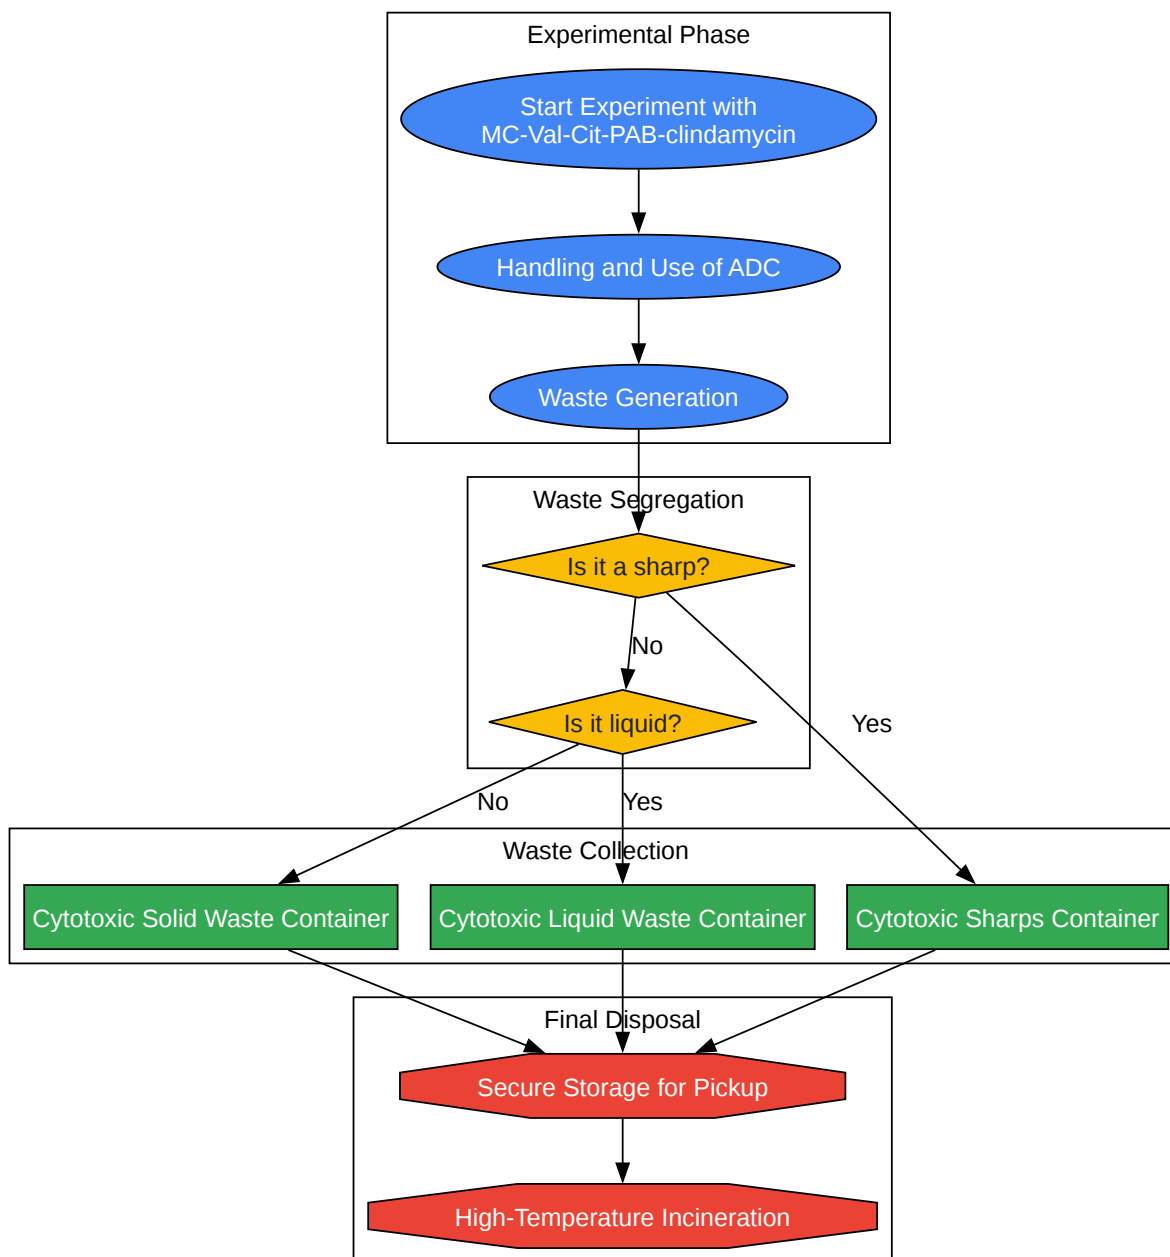 Experimental Phase
Start Experiment with
MC-Val-Cit-PAB-clindamycin
Handling and Use of ADC
Waste Generation
Waste Segregation
Is it a sharp?
No
Is it liquid?
Yes
No
Yes
Waste Collection
Cytotoxic Solid Waste Container
Cytotoxic Liquid Waste Container
Cytotoxic Sharps Container
Final Disposal
Secure Storage for Pickup
High-Temperature Incineration